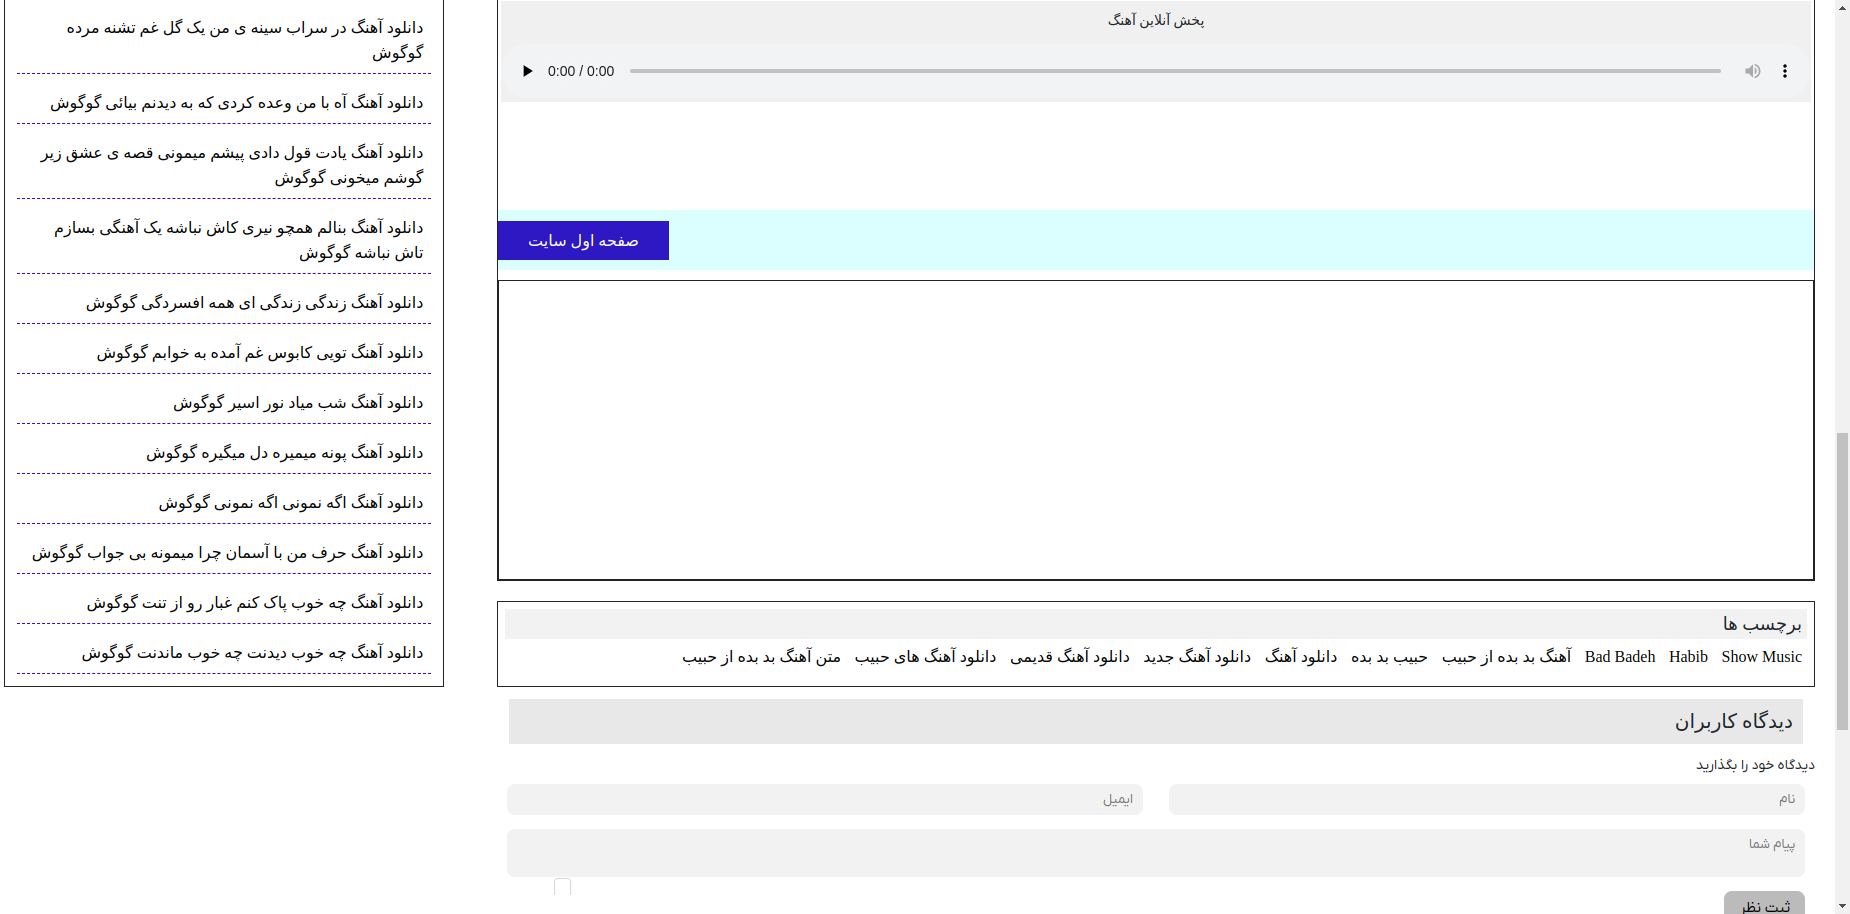 پخش آنلاین آهنگ
0:00 / 0:00
صفحه اول سایت
برچسب ها
Show Music Habib Bad Badeh آهنگ بد بده از حبیب حبیب بد بده دانلود آهنگ دانلود آهنگ جدید دانلود آهنگ قدیمی دانلود آهنگ های حبیب متن آهنگ بد بده از حبیب
دیدگاه کاربران
دیدگاه خود را بگذارید
نام
ایمیل
پیام شما
ثبت نظر
دانلود آهنگ در سراب سینه ی من یک گل غم تشنه مرده
گوگوش
دانلود آهنگ آه با من وعده کردی که به دیدنم بیائی گوگوش
دانلود آهنگ یادت قول دادی پیشم میمونی قصه ی عشق زیر
گوشم میخونی گوگوش
دانلود آهنگ بنالم همچو نیری کاش نباشه یک آهنگی بسازم
تاش نباشه گوگوش
دانلود آهنگ زندگی زندگی ای همه افسردگی گوگوش
دانلود آهنگ تویی کابوس غم آمده به خوابم گوگوش
دانلود آهنگ شب میاد نور اسیر گوگوش
دانلود آهنگ پونه میمیره دل میگیره گوگوش
دانلود آهنگ اگه نمونی اگه نمونی گوگوش
دانلود آهنگ حرف من با آسمان چرا میمونه بی جواب گوگوش
دانلود آهنگ چه خوب پاک کنم غبار رو از تنت گوگوش
دانلود آهنگ چه خوب دیدنت چه خوب ماندنت گوگوش